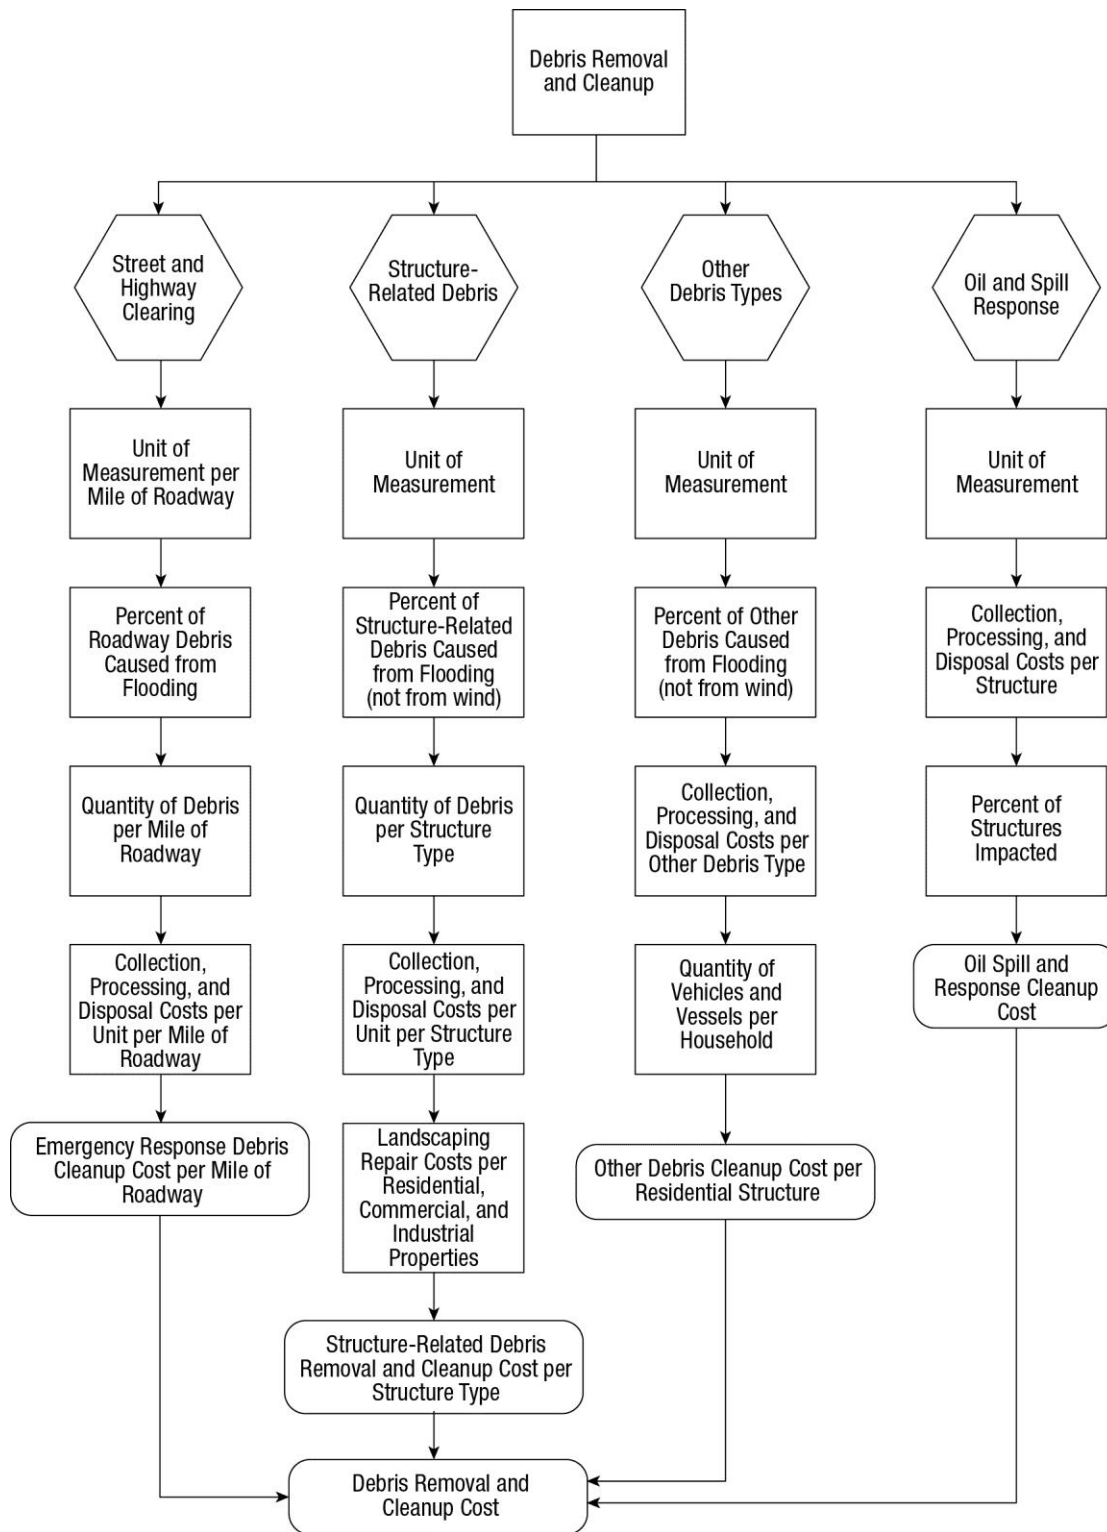 Debris Removal
and Cleanup
Street and
Highway
Clearing
Structure-
Related Debris
Other
Debris Types
Oil and Spill
Response
Unit of
Measurement per
Mile of Roadway
Unit of
Measurement
Unit of
Measurement
Unit of
Measurement
Percent of
Roadway Debris
Caused from
Flooding
Percent of
Structure-Related
Debris Caused
from Flooding
(not from wind)
Percent of Other
Debris Caused
from Flooding
(not from wind)
Collection,
Processing, and
Disposal Costs per
Structure
Quantity of Debris
per Mile of
Roadway
Quantity of Debris
per Structure
Type
Collection,
Processing, and
Disposal Costs per
Other Debris Type
Percent of
Structures
Impacted
Collection,
Processing, and
Disposal Costs per
Unit per Mile of
Roadway
Collection,
Processing, and
Disposal Costs per
Unit per Structure
Type
Quantity of
Vehicles and
Vessels per
Household
Oil Spill and
Response Cleanup
Cost
Emergency Response Debris
Cleanup Cost per Mile of
Roadway
Landscaping
Repair Costs per
Residential,
Commercial, and
Industrial
Properties
Other Debris Cleanup Cost per
Residential Structure
Structure-Related Debris
Removal and Cleanup Cost per
Structure Type
Debris Removal and
Cleanup Cost